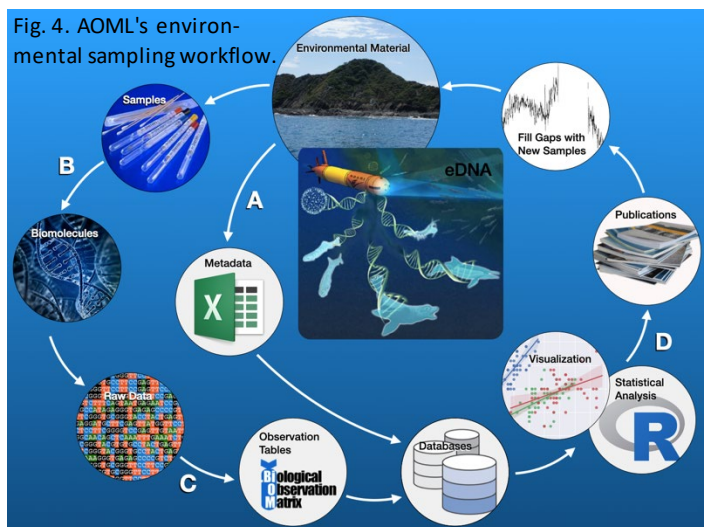 Fig. 4. AOML's environ-
mental sampling workflow.
Environmental Material
Samples
Fill Gaps with
New Samples
B
eDNA
A
Publications
Biomolecules
Metadata
X
D
Visualization
Statistical
Analysis
R
Raw Data
Observation
Tables
Databases
BiOM
Biological
Observation
Matrix
C